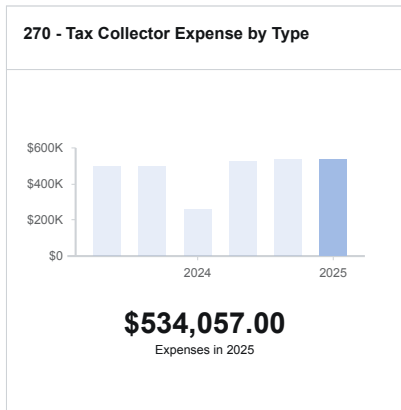 270 - Tax Collector Expense by Type
$600K
$400K
$200K
$0
2024 2025
$534,057.00
Expenses in 2025